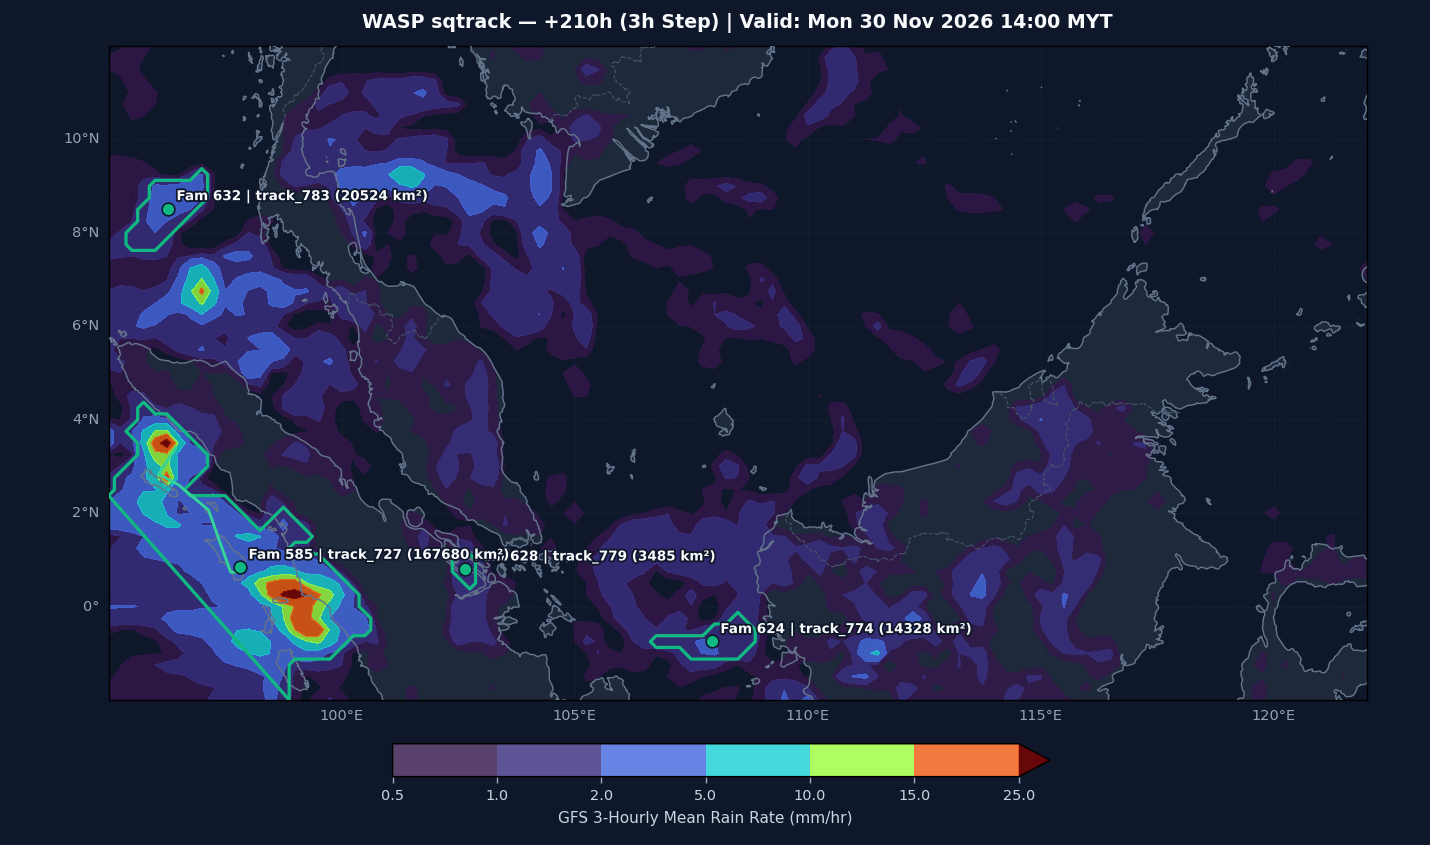 WASP sqtrack — +210h (3h Step) | Valid: Mon 30 Nov 2026 14:00 MYT
10°N
8°N
6°N
4°N
2°N
0°
Fam 632 | track_783 (20524 km²)
Fam 585 | track_727 (167680 km²)
628 | track_779 (3485 km²)
Fam 624 | track_774 (14328 km²)
100°E
105°E
110°E
115°E
120°E
0.5
1.0
2.0
5.0
10.0
15.0
25.0
GFS 3-Hourly Mean Rain Rate (mm/hr)